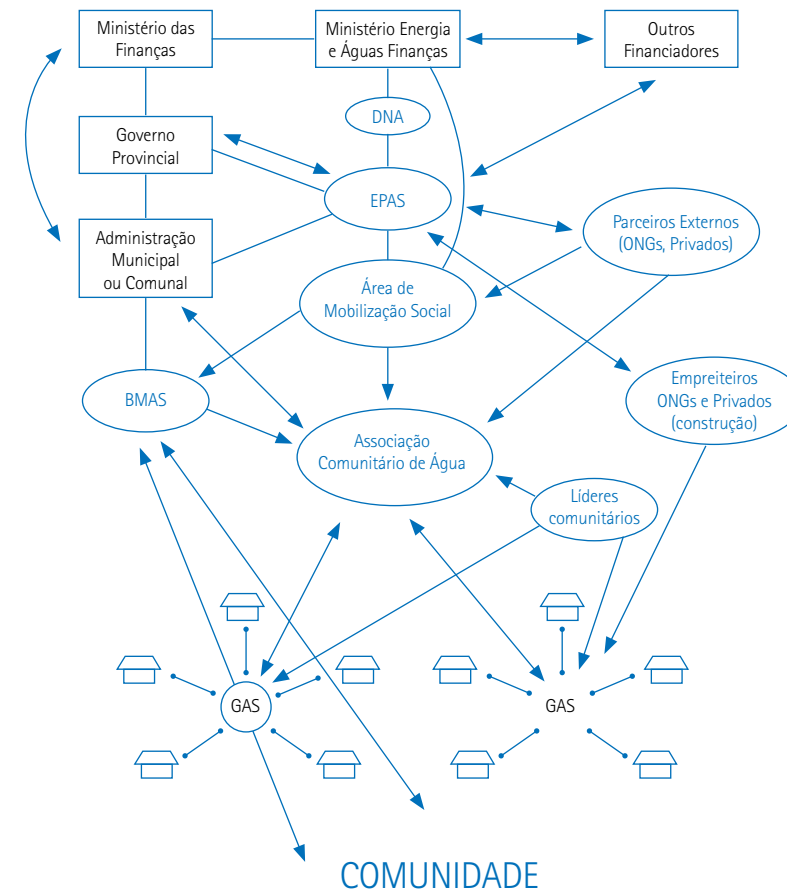 Ministério das
Finanças
Ministério Energia
e Águas Finanças
Outros
Financiadores
DNA
Governo
Provincial
EPAS
Parceiros Externos
(ONGs, Privados)
Administração
Municipal
ou Comunal
Área de
Mobilização Social
BMAS
Empreiteiros
ONGs e Privados
(construção)
Associação
Comunitário de Água
Líderes
comunitários
GAS
GAS
COMUNIDADE